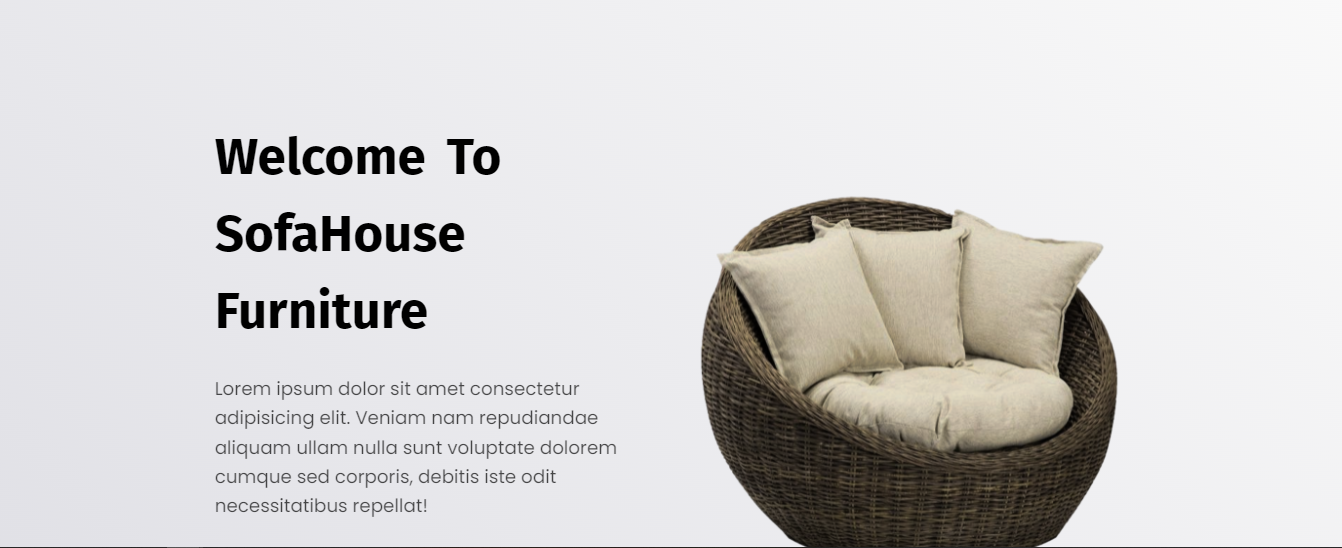 Welcome To
SofaHouse
Furniture
Lorem ipsum dolor sit amet consectetur
adipisicing elit. Veniam nam repudiandae
aliquam ullam nulla sunt voluptate dolorem
cumque sed corporis, debitis iste odit
necessitatibus repellat!